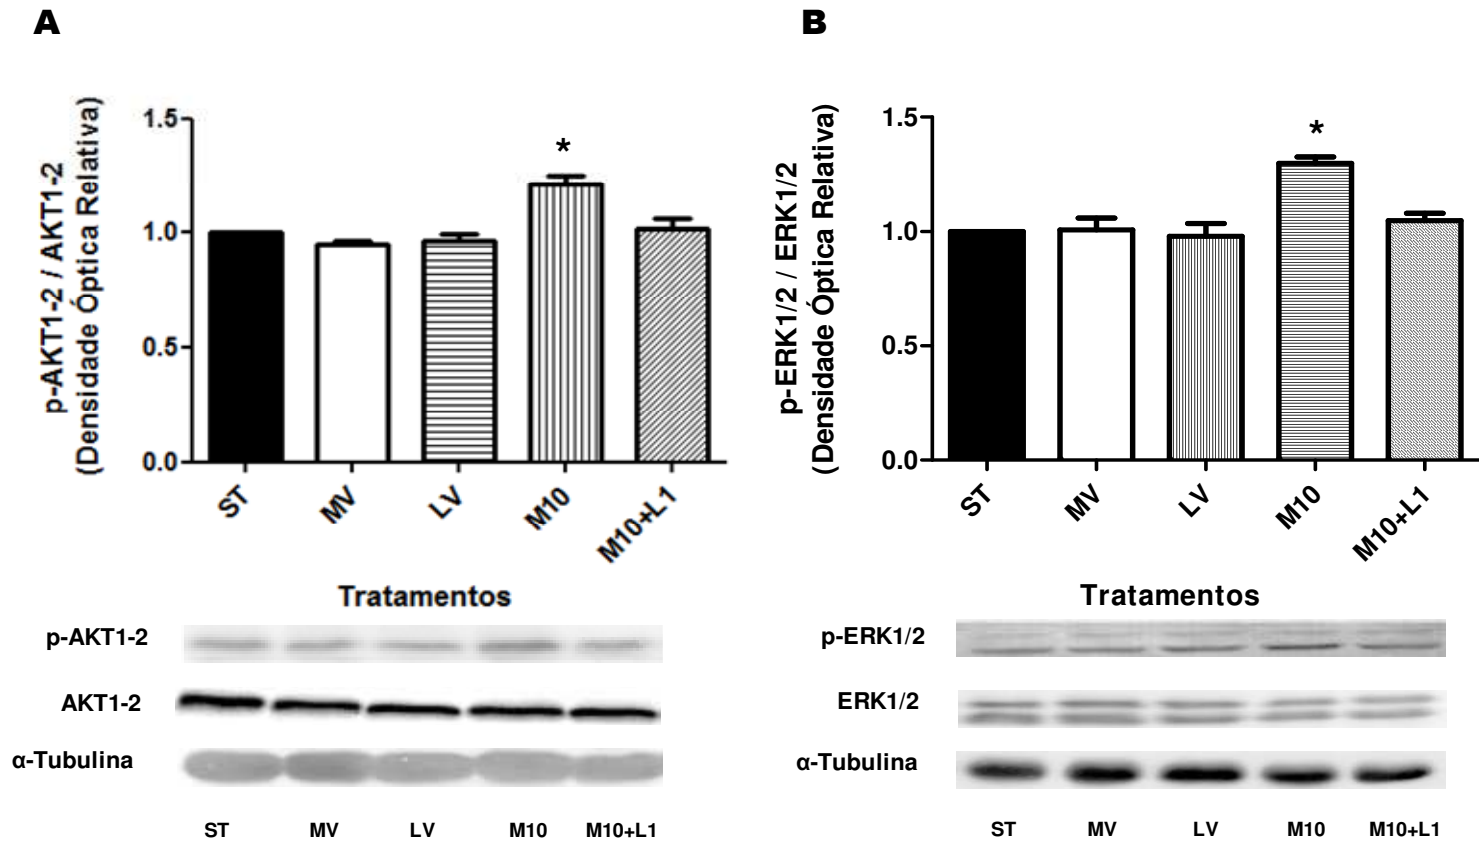 A
p-AKT1-2 / AKT1-2
(Densidade Óptica Relativa)
1.5
1.0
0.5
0.0
*
ST
MV
LV
M10
M10+L1
Tratamentos
p-AKT1-2
AKT1-2
α-Tubulina
ST MV LV M10 M10+L1
B
p-ERK1/2 / ERK1/2
(Densidade Óptica Relativa)
1.5
1.0
0.5
0.0
*
ST
MV
LV
M10
M10+L1
Tratamentos
p-ERK1/2
ERK1/2
α-Tubulina
ST MV LV M10 M10+L1